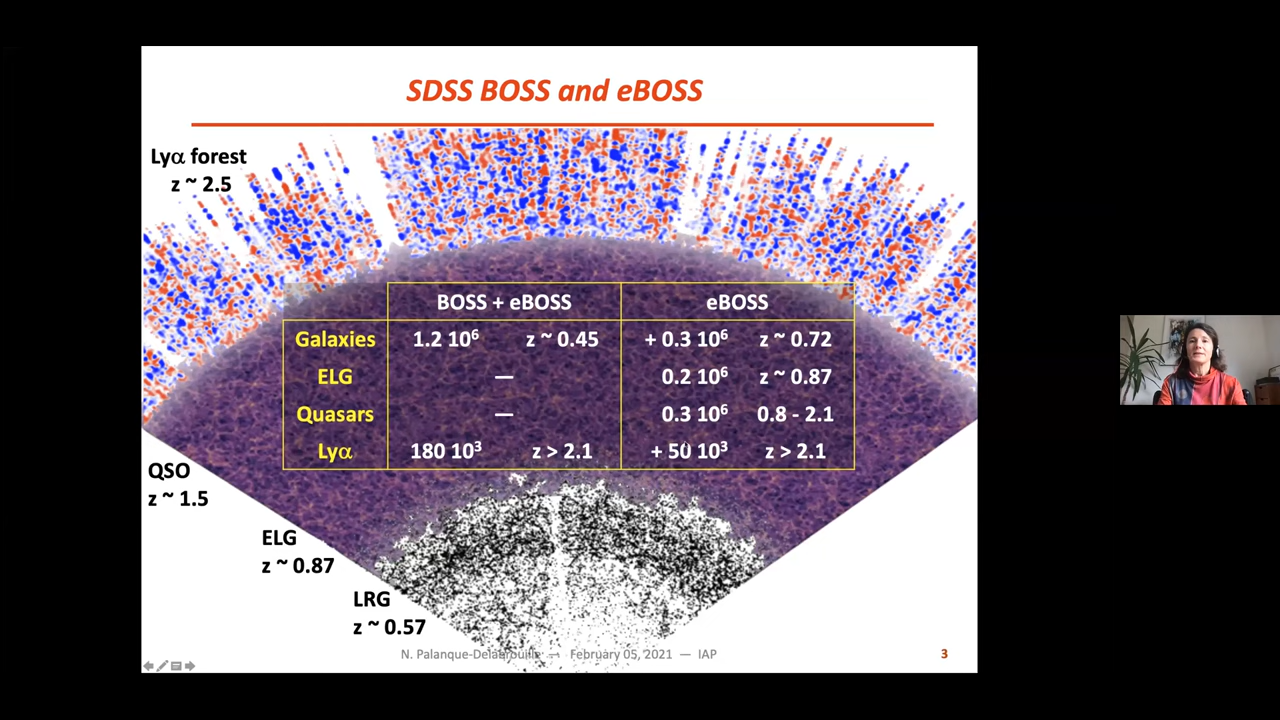 SDSS BOSS and eBOSS
Lyα forest
z ~ 2.5
BOSS + eBOSS eBOSS
Galaxies 1.2 10⁶ z ~ 0.45 + 0.3 10⁶ z ~ 0.72
ELG — 0.2 10⁶ z ~ 0.87
Quasars — 0.3 10⁶ 0.8 - 2.1
Lyα 180 10³ z > 2.1 + 50 10³ z > 2.1
QSO
z ~ 1.5
ELG
z ~ 0.87
LRG
z ~ 0.57
N. Palanque-Delabrouille — February 05, 2021 — IAP 3